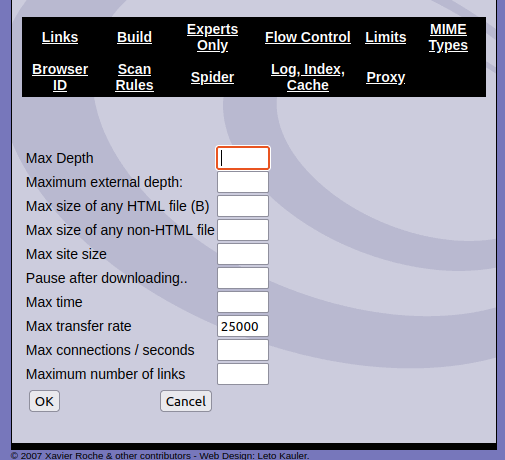 Links Build Experts Only Flow Control Limits MIME Types
Browser ID Scan Rules Spider Log, Index, Cache Proxy
Max Depth
Maximum external depth:
Max size of any HTML file (B)
Max size of any non-HTML file
Max site size
Pause after downloading..
Max time
Max transfer rate 25000
Max connections / seconds
Maximum number of links
OK Cancel
© 2007 Xavier Roche & other contributors - Web Design: Leto Kauler.